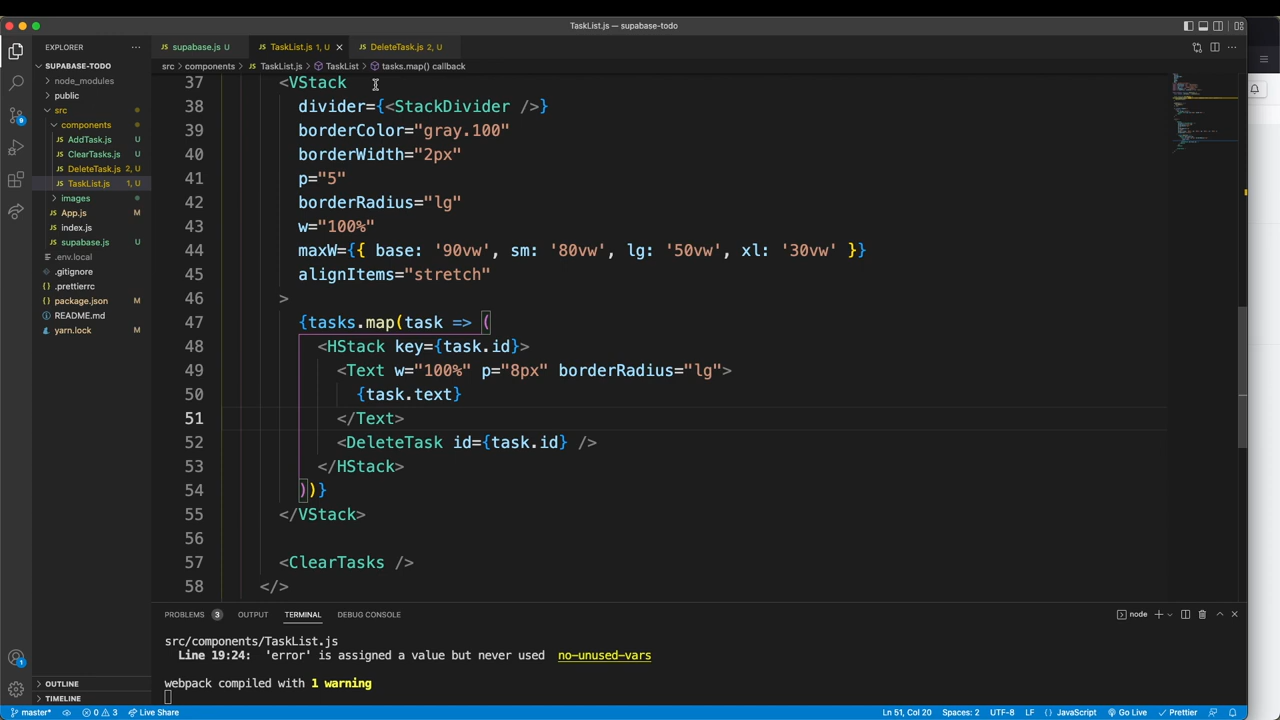 TaskList.js — supabase-todo
EXPLORER ...
SUPABASE-TODO
node_modules
public
src
components
AddTask.js U
ClearTasks.js U
DeleteTask.js 2, U
TaskList.js 1, U
images
App.js M
index.js
supabase.js U
.env.local
.gitignore
.prettierrc
package.json M
README.md
yarn.lock M
OUTLINE
TIMELINE
supabase.js U TaskList.js 1, U DeleteTask.js 2, U
src > components > TaskList.js > TaskList > tasks.map() callback
37 <VStack
38 divider={<StackDivider />}
39 borderColor="gray.100"
40 borderWidth="2px"
41 p="5"
42 borderRadius="lg"
43 w="100%"
44 maxW={{ base: '90vw', sm: '80vw', lg: '50vw', xl: '30vw' }}
45 alignItems="stretch"
46 >
47 {tasks.map(task => (
48 <HStack key={task.id}>
49 <Text w="100%" p="8px" borderRadius="lg">
50 {task.text}
51 </Text>
52 <DeleteTask id={task.id} />
53 </HStack>
54 ))}
55 </VStack>
56
57 <ClearTasks />
58 </>
PROBLEMS 3 OUTPUT TERMINAL DEBUG CONSOLE node
src/components/TaskList.js
Line 19:24: 'error' is assigned a value but never used no-unused-vars
webpack compiled with 1 warning
master* 0 3 Live Share Ln 51, Col 20 Spaces: 2 UTF-8 LF { } JavaScript Go Live Prettier